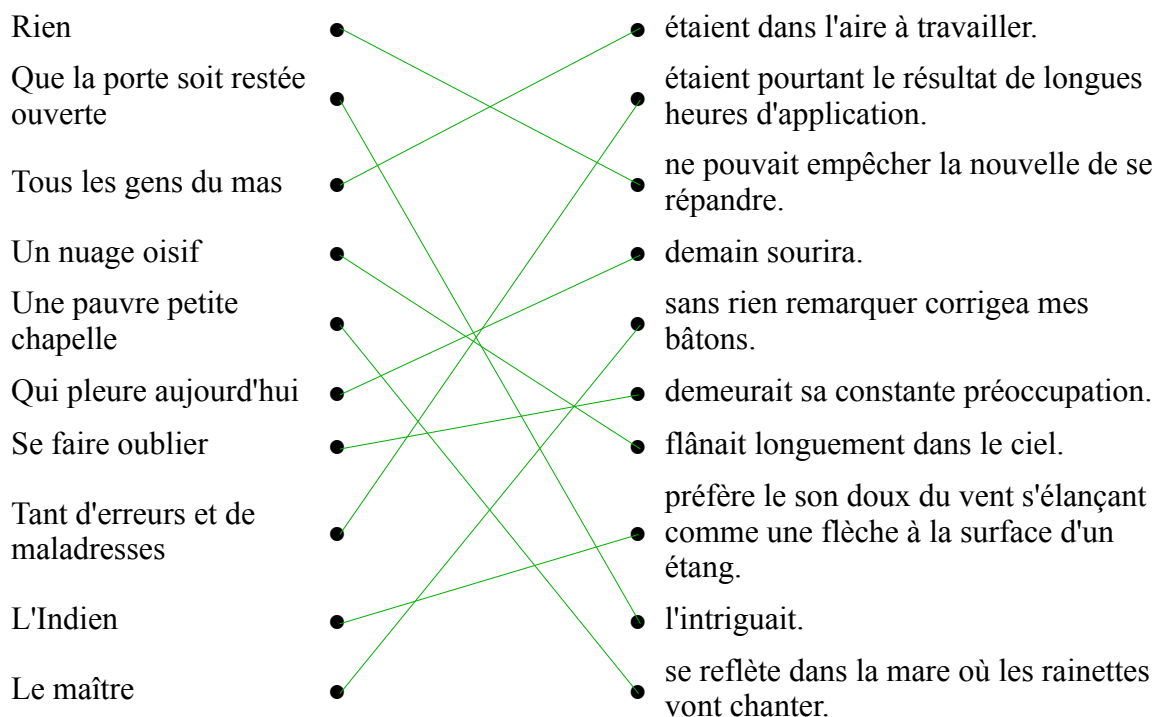 Rien
étaient dans l'aire à travailler.
Que la porte soit restée
ouverte
étaient pourtant le résultat de longues
heures d'application.
Tous les gens du mas
ne pouvait empêcher la nouvelle de se
répandre.
Un nuage oisif
demain sourira.
Une pauvre petite
chapelle
sans rien remarquer corrigea mes
bâtons.
Qui pleure aujourd'hui
demeurait sa constante préoccupation.
Se faire oublier
flânait longuement dans le ciel.
Tant d'erreurs et de
maladresses
préfère le son doux du vent s'élançant
comme une flèche à la surface d'un
étang.
L'Indien
l'intriguait.
Le maître
se reflète dans la mare où les rainettes
vont chanter.